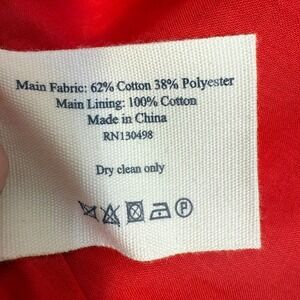 Main Fabric: 62% Cotton 38% Polyester
Main Lining: 100% Cotton
Made in China
RN130498
Dry clean only
P